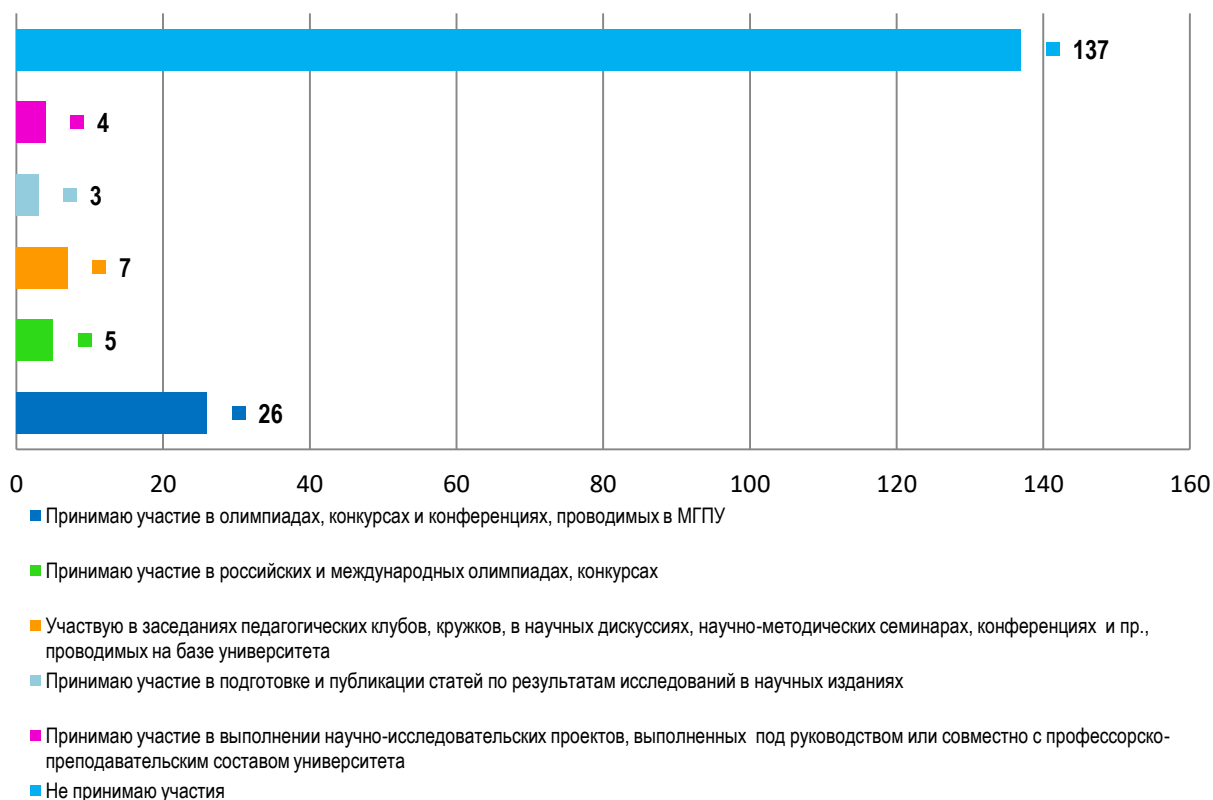 137
4
3
7
5
26
0 20 40 60 80 100 120 140 160
Принимаю участие в олимпиадах, конкурсах и конференциях, проводимых в МГПУ
Принимаю участие в российских и международных олимпиадах, конкурсах
Участвую в заседаниях педагогических клубов, кружков, в научных дискуссиях, научно-методических семинарах, конференциях и пр.,
проводимых на базе университета
Принимаю участие в подготовке и публикации статей по результатам исследований в научных изданиях
Принимаю участие в выполнении научно-исследовательских проектов, выполненных под руководством или совместно с профессорско-
преподавательским составом университета
Не принимаю участия